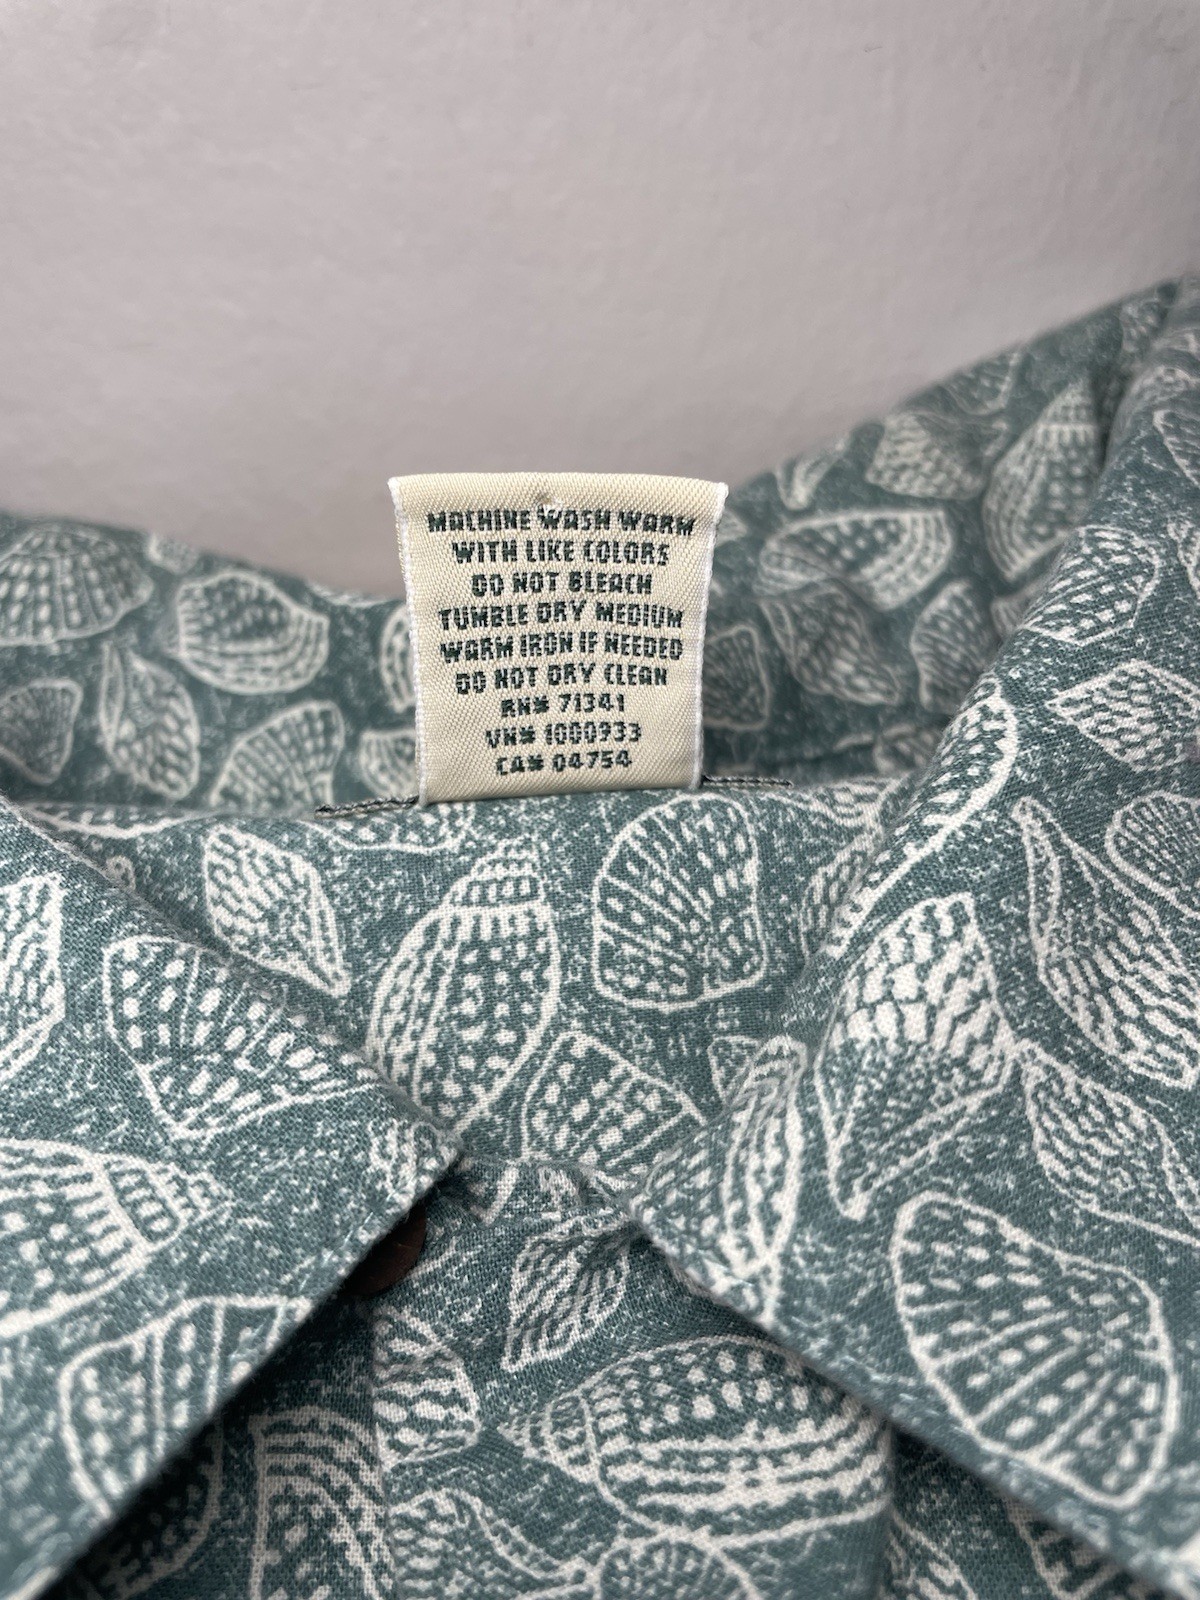 MACHINE WASH WARM
WITH LIKE COLORS
DO NOT BLEACH
TUMBLE DRY MEDIUM
WARM IRON IF NEEDED
DO NOT DRY CLEAN
RN# 71341
VN# 1000933
CA# 04754